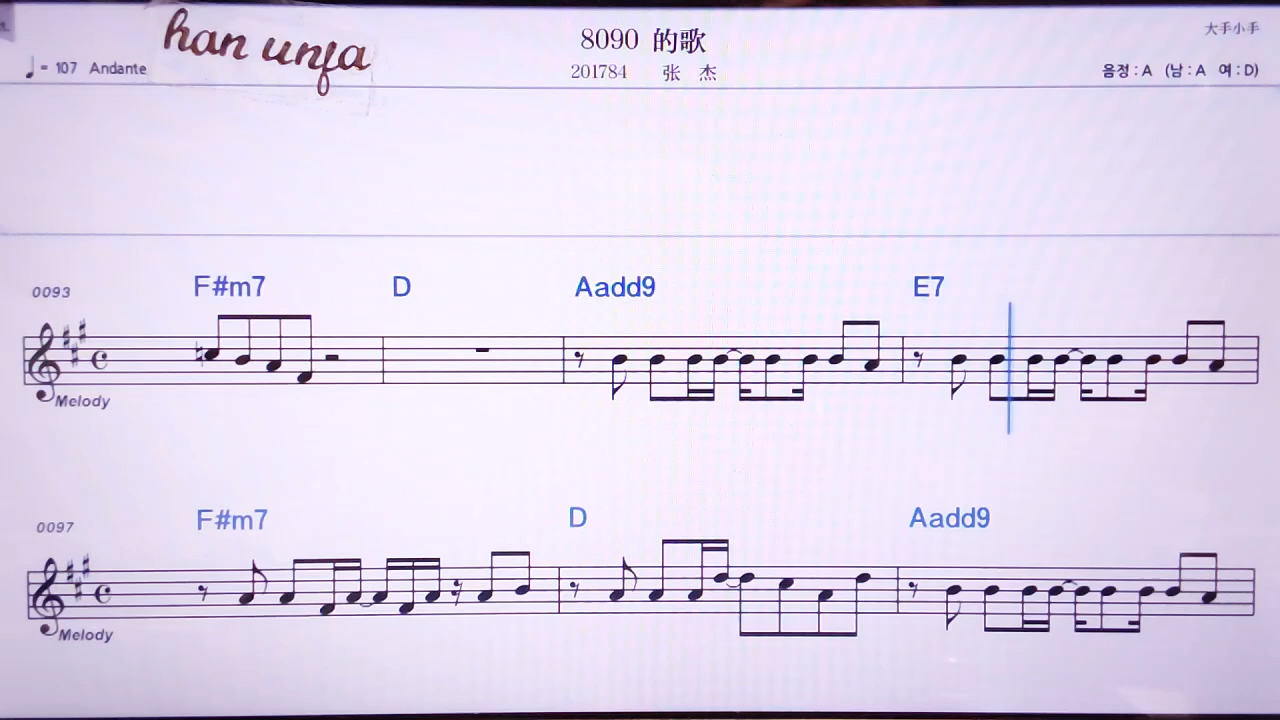 han unfa
8090 的歌
大手小手
♩= 107 Andante
201784 张 杰
음정 : A (남 : A 여 : D)
0093 F#m7 D Aadd9 E7
Melody
0097 F#m7 D Aadd9
Melody